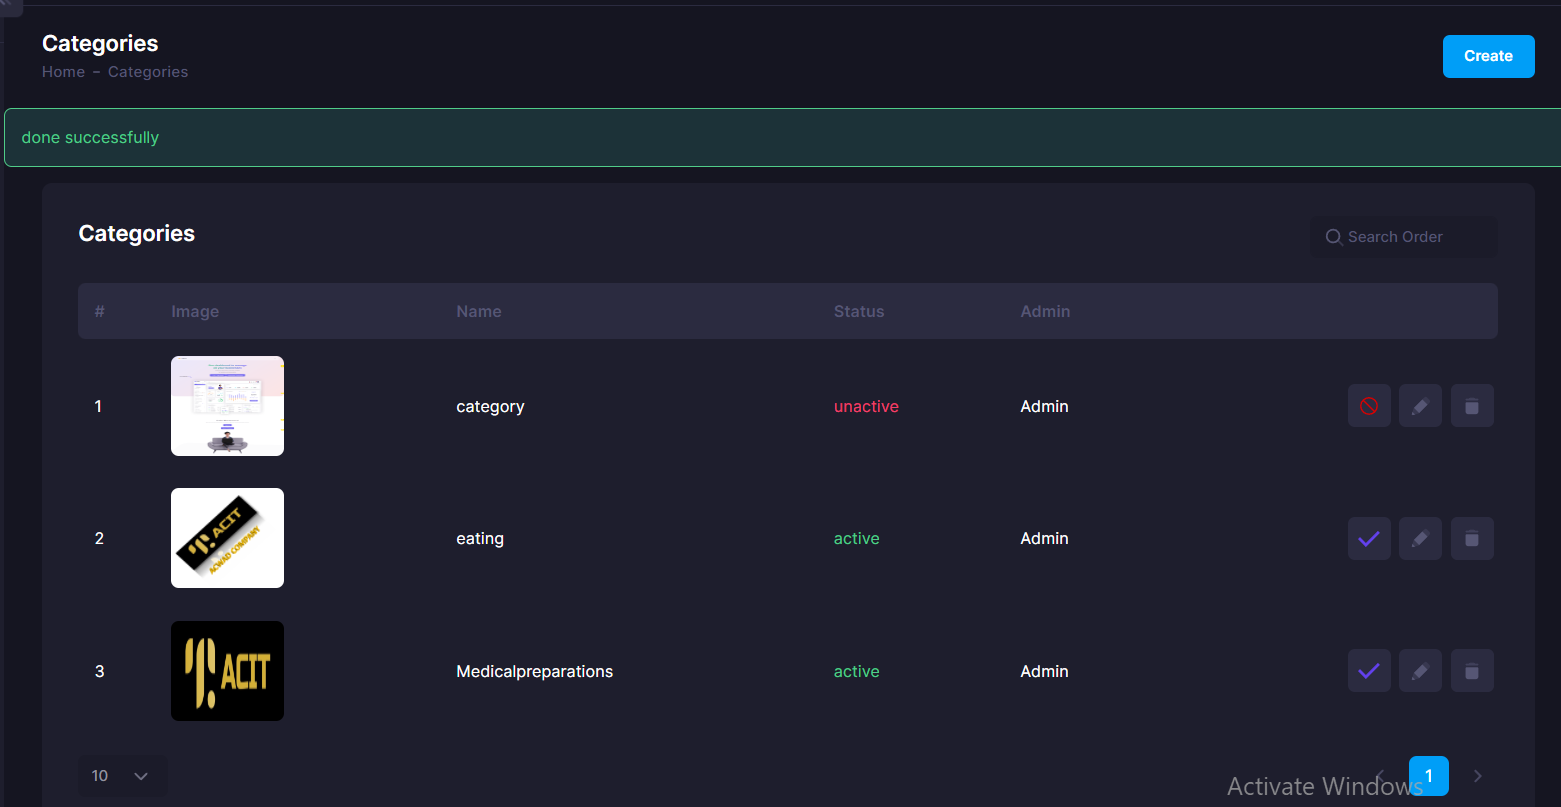 Categories
Home – Categories
Create
done successfully
Categories
Search Order
# Image Name Status Admin
1 category unactive Admin
ACIT
ACWAD COMPANY
2 eating active Admin
ACIT
3 Medicalpreparations active Admin
10
1
Activate Windows